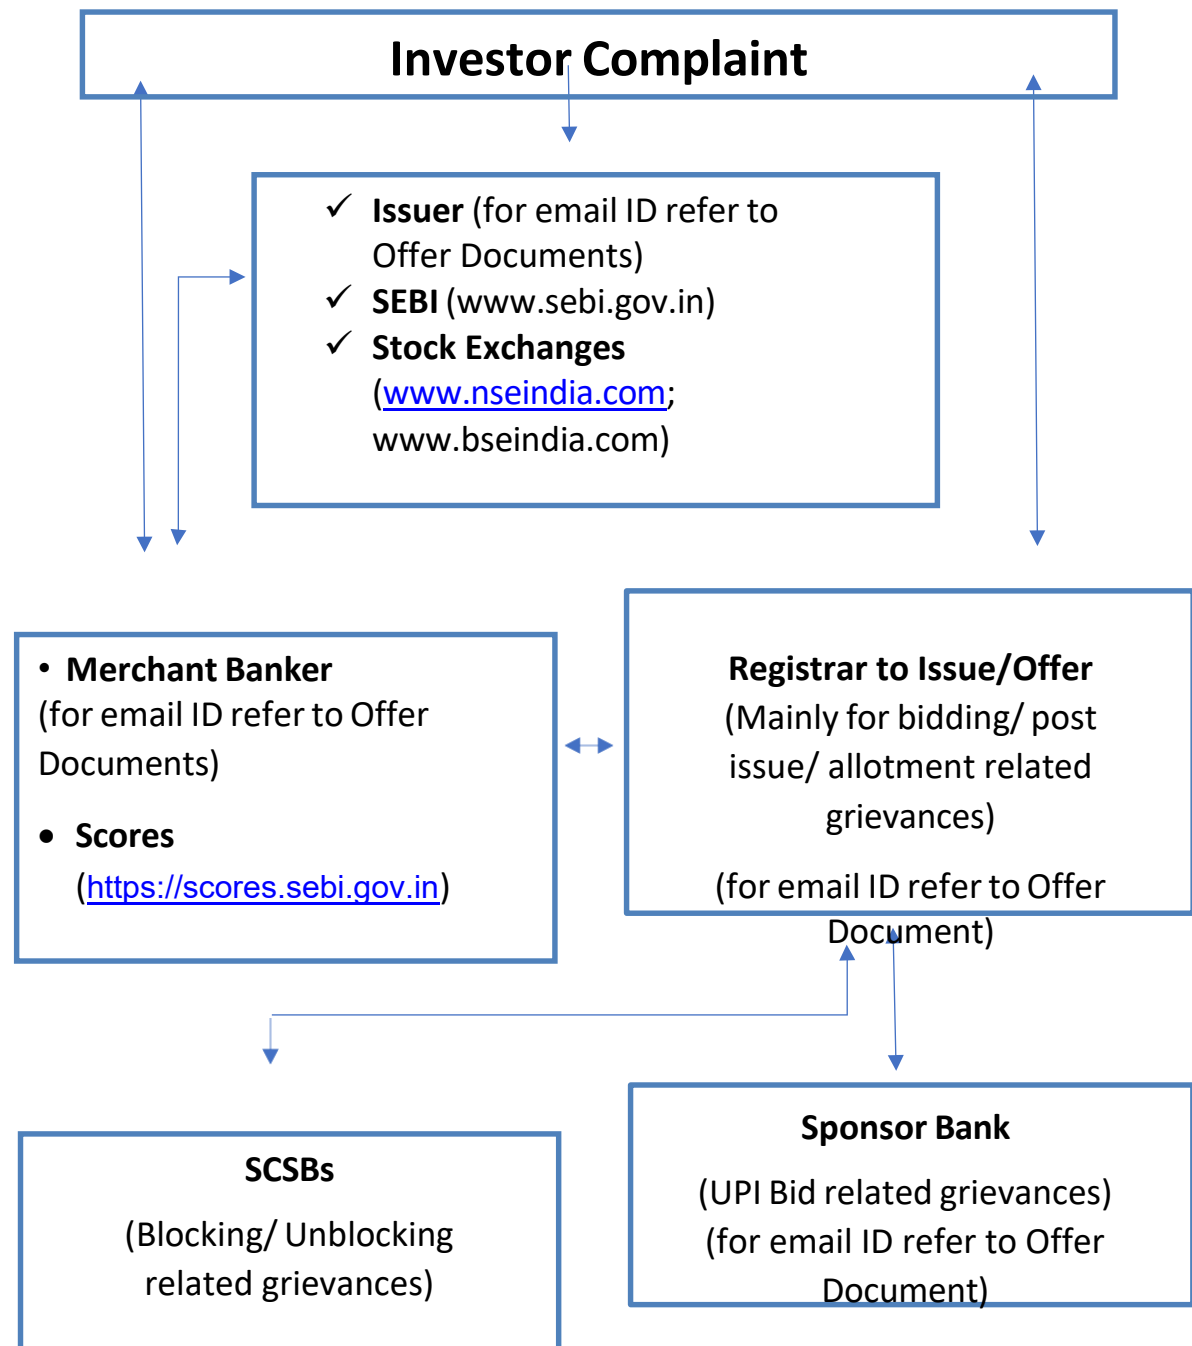 Investor Complaint
✓ Issuer (for email ID refer to
Offer Documents)
✓ SEBI (www.sebi.gov.in)
✓ Stock Exchanges
(www.nseindia.com;
www.bseindia.com)
• Merchant Banker
(for email ID refer to Offer
Documents)
• Scores
(https://scores.sebi.gov.in)
Registrar to Issue/Offer
(Mainly for bidding/ post
issue/ allotment related
grievances)
(for email ID refer to Offer
Document)
SCSBs
(Blocking/ Unblocking
related grievances)
Sponsor Bank
(UPI Bid related grievances)
(for email ID refer to Offer
Document)